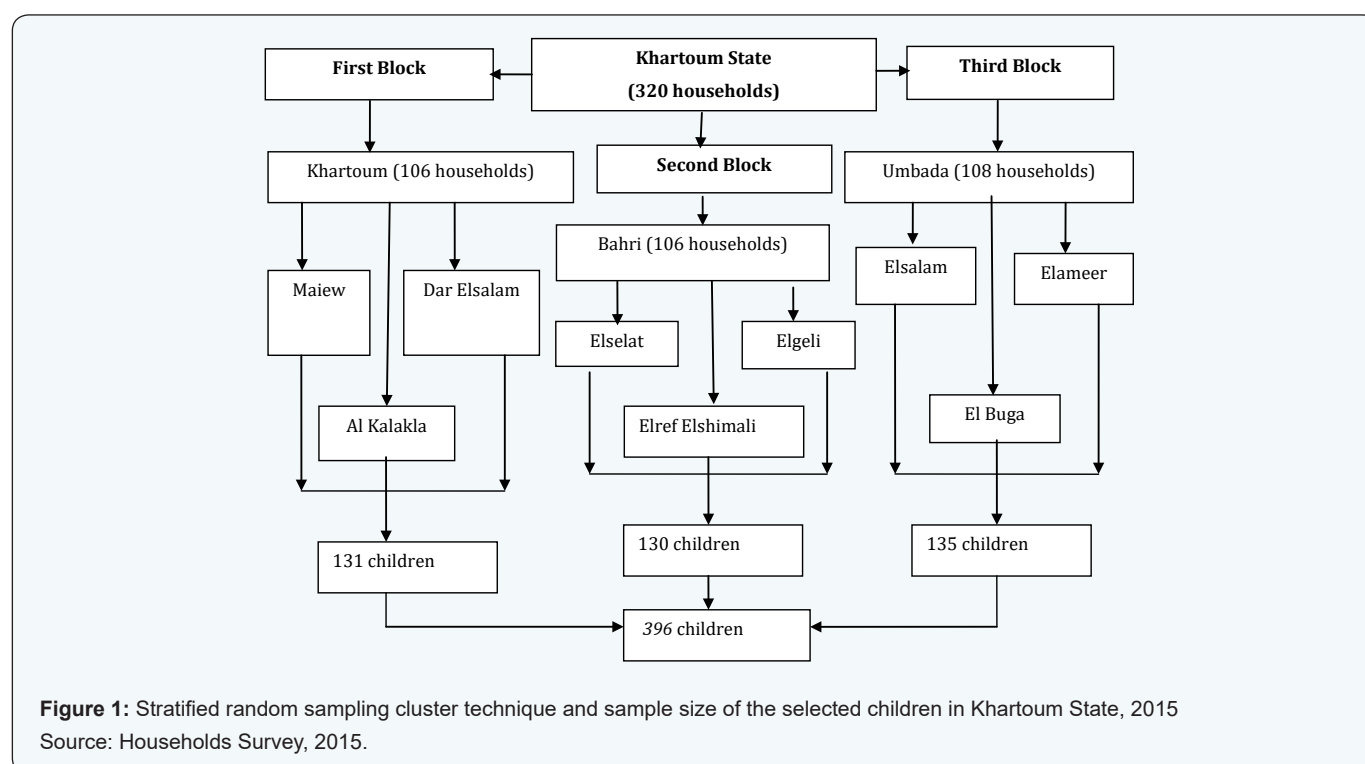 First Block
Khartoum State
(320 households)
Third Block
Khartoum (106 households)
Second Block
Umbada (108 households)
Bahri (106 households)
Maiew
Dar Elsalam
Elsalam
Elameer
Elselat
Elgeli
Al Kalakla
Elref Elshimali
El Buga
131 children
130 children
135 children
396 children
Figure 1: Stratified random sampling cluster technique and sample size of the selected children in Khartoum State, 2015
Source: Households Survey, 2015.